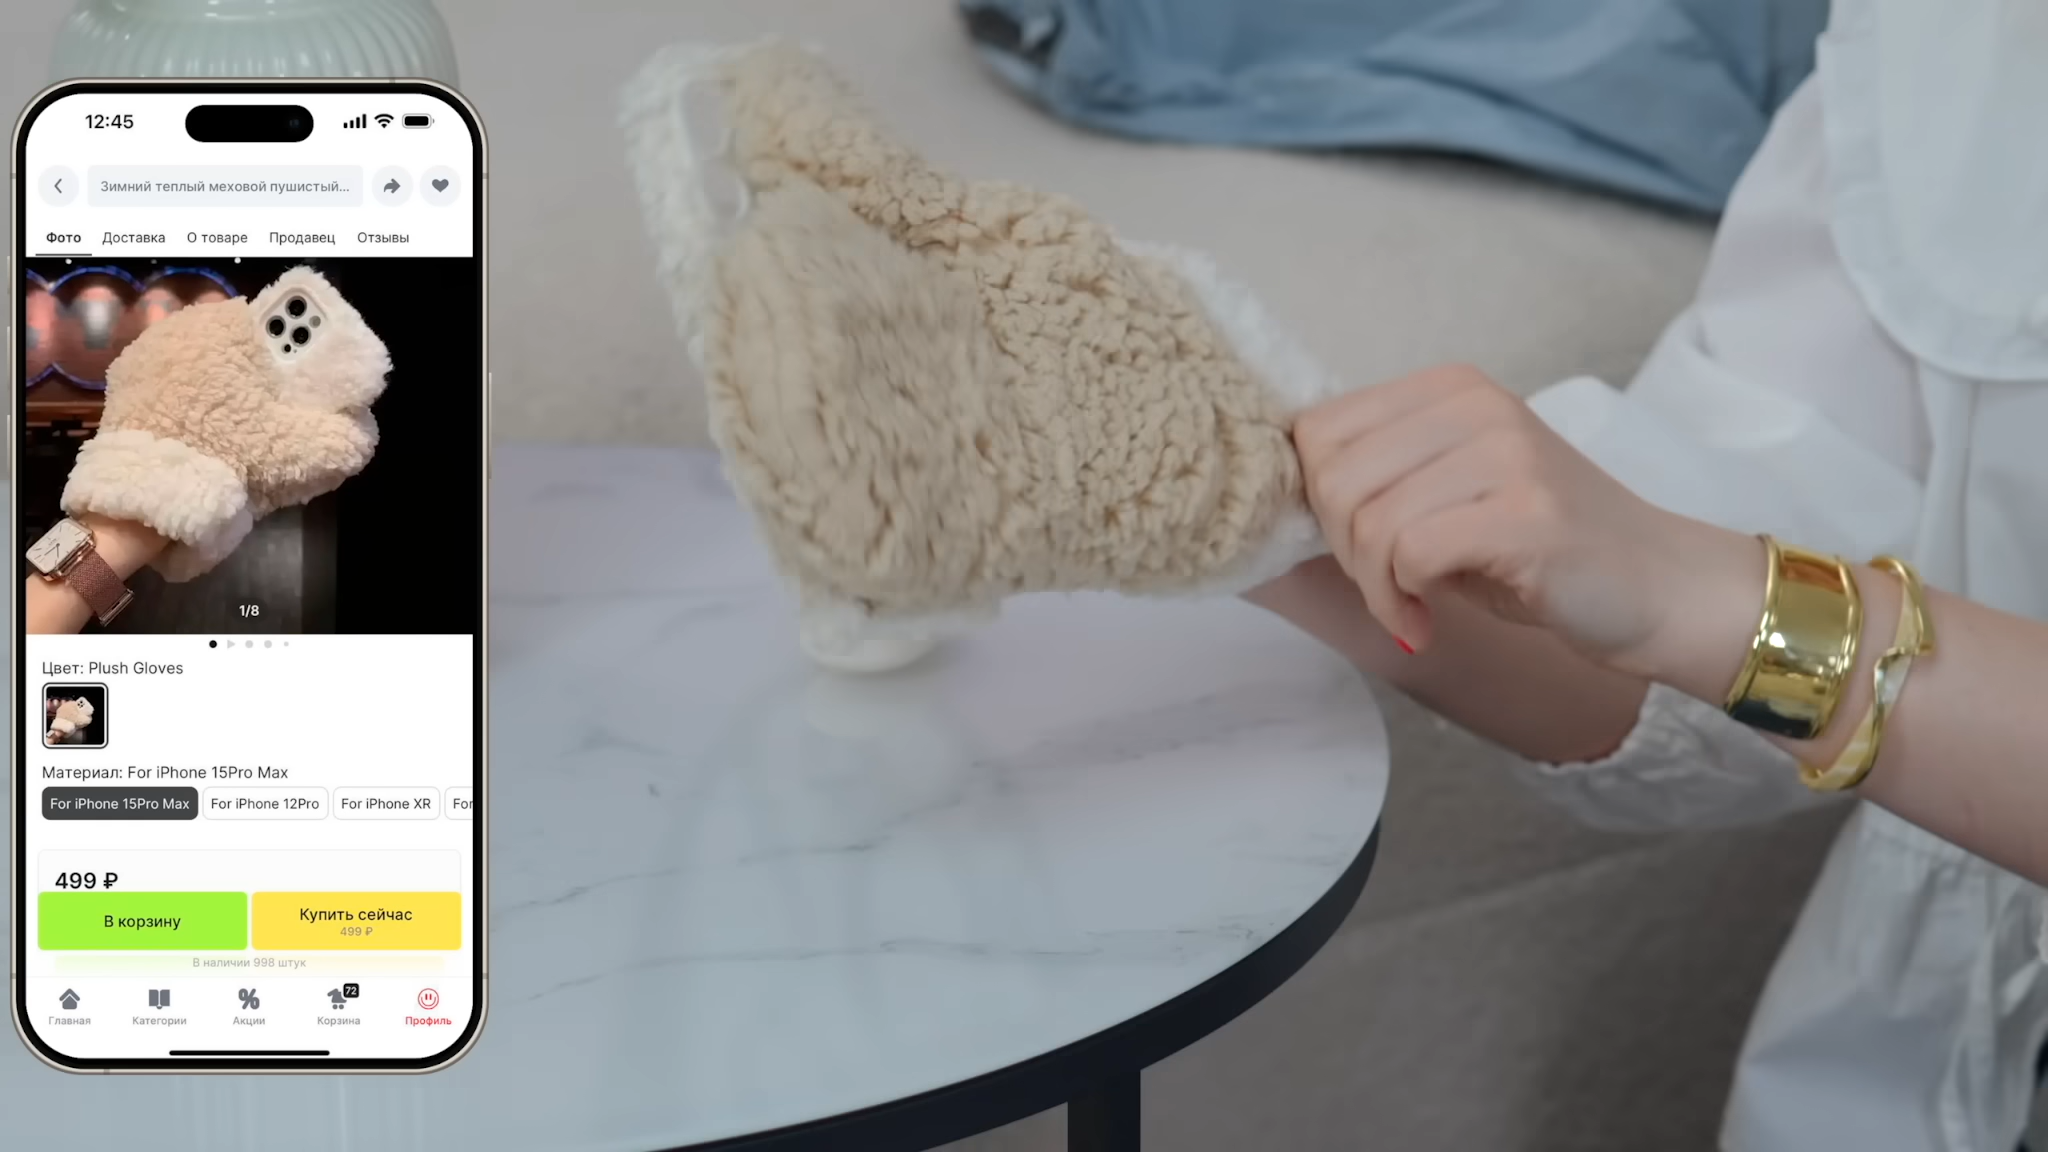 12:45
Зимний теплый меховой пушистый...
Фото Доставка О товаре Продавец Отзывы
1/8
Цвет: Plush Gloves
Материал: For iPhone 15Pro Max
For iPhone 15Pro Max For iPhone 12Pro For iPhone XR For
499 ₽
В корзину
Купить сейчас
499 ₽
В наличии 998 штук
72
Главная Категории Акции Корзина Профиль